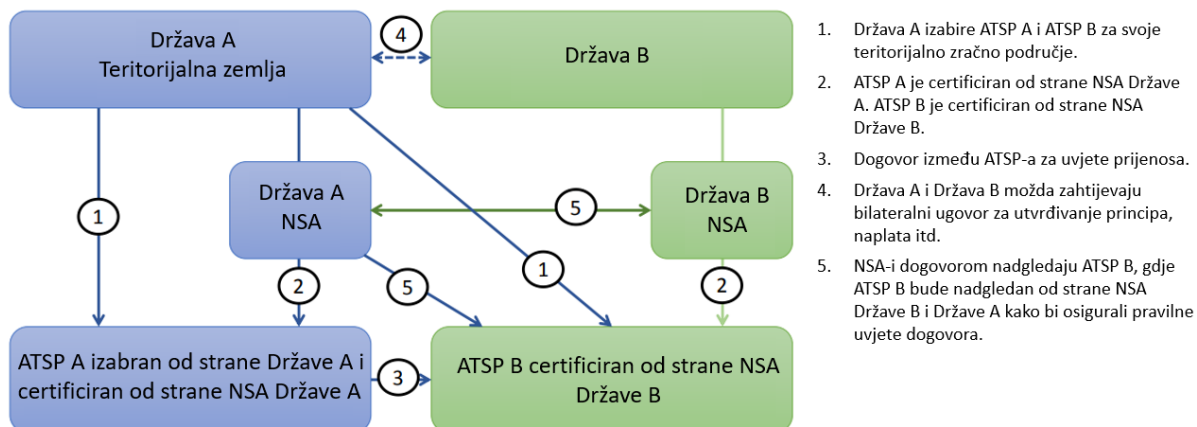 Država A
Teritorijalna zemlja
4
Država B
1
Država A
NSA
5
Država B
NSA
2
5
1
2
ATSP A izabran od strane Države A i
certificiran od strane NSA Države A
3
ATSP B certificiran od strane NSA
Države B
1. Država A izabire ATSP A i ATSP B za svoje
teritorijalno zračno područje.
2. ATSP A je certificiran od strane NSA Države
A. ATSP B je certificiran od strane NSA
Države B.
3. Dogovor između ATSP-a za uvjete prijenosa.
4. Država A i Država B možda zahtijevaju
bilateralni ugovor za utvrđivanje principa,
naplata itd.
5. NSA-i dogovorom nadgledaju ATSP B, gdje
ATSP B bude nadgledan od strane NSA
Države B i Države A kako bi osigurali pravilne
uvjete dogovora.